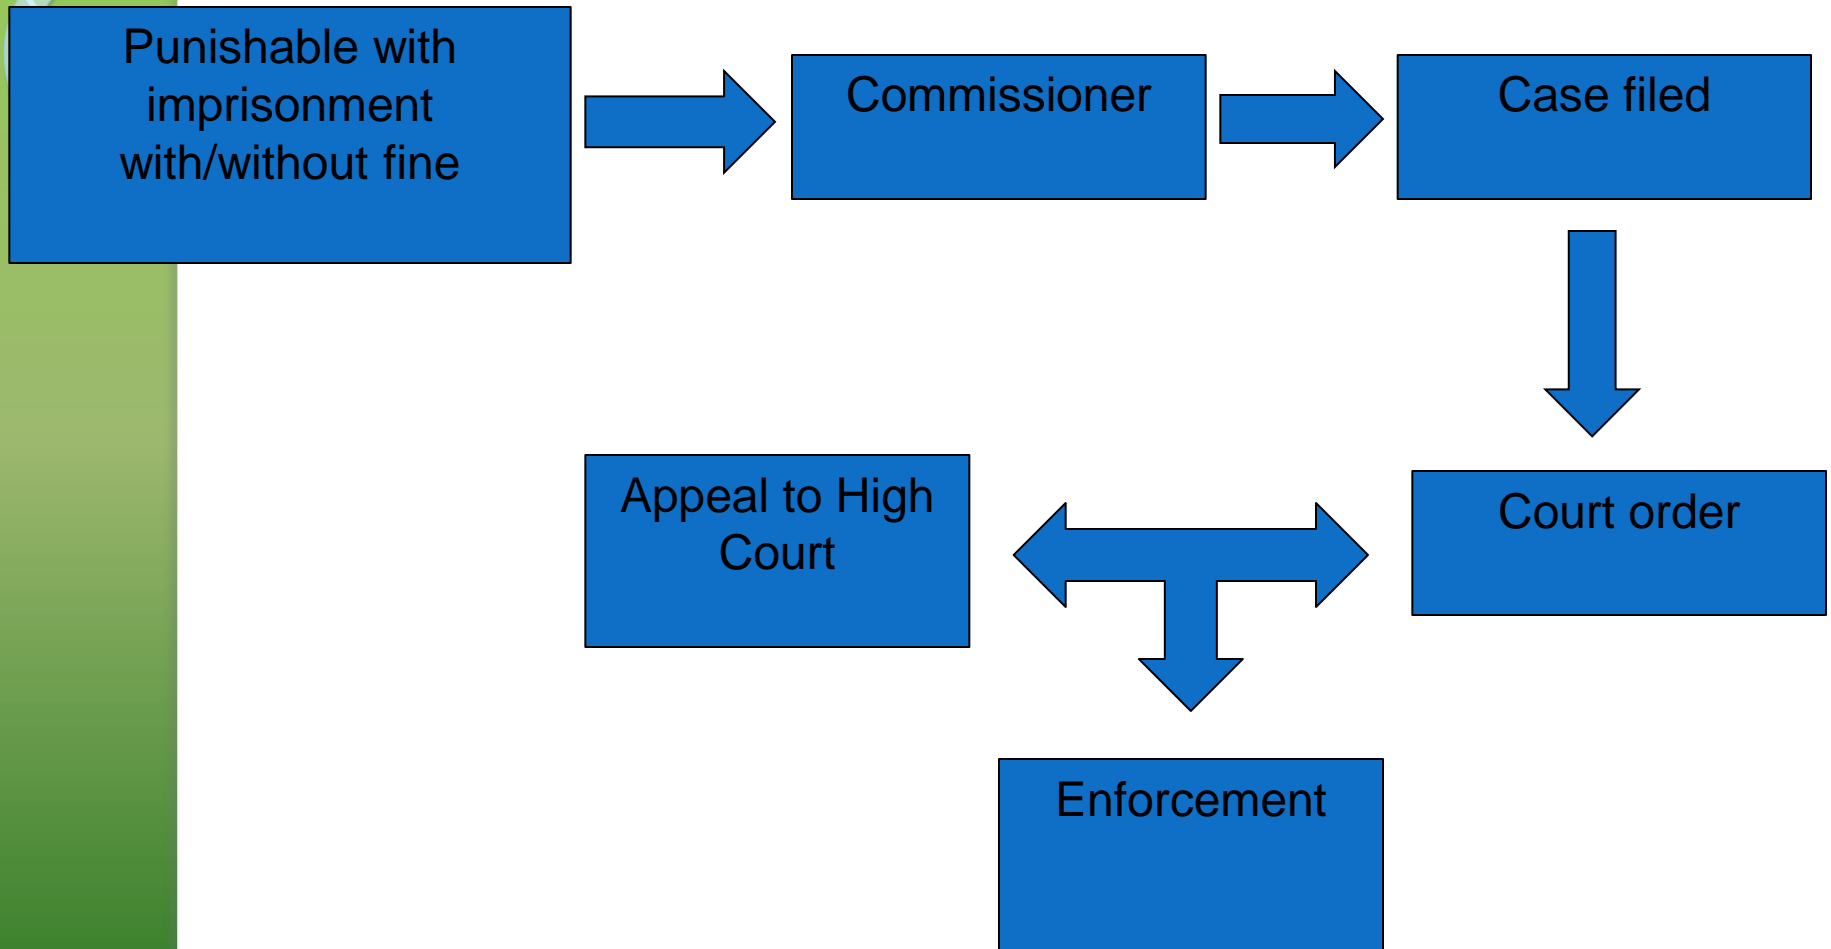 Punishable with
imprisonment
with/without fine
Commissioner
Case filed
Court order
Appeal to High
Court
Enforcement